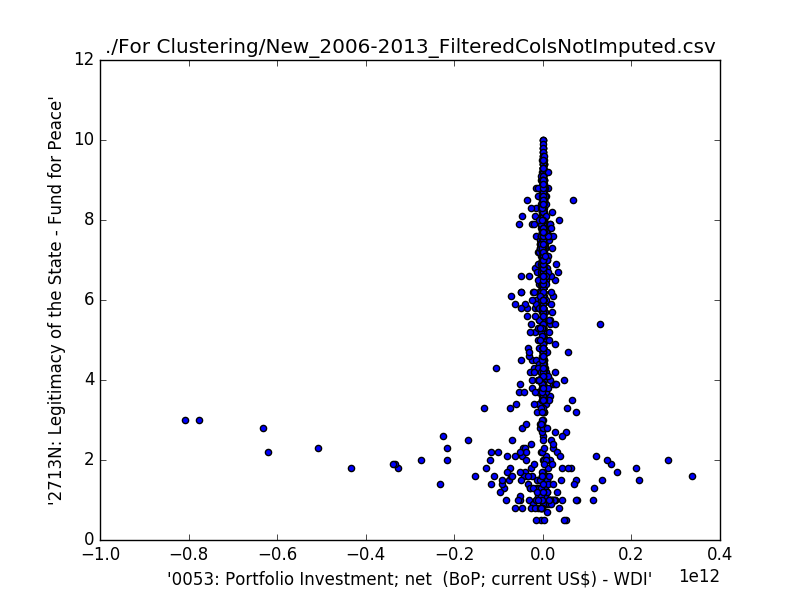 ./For Clustering/New_2006-2013_FilteredColsNotImputed.csv
12
10
8
6
4
2
0
'2713N: Legitimacy of the State - Fund for Peace'
−1.0 −0.8 −0.6 −0.4 −0.2 0.0 0.2 0.4
1e12
'0053: Portfolio Investment; net  (BoP; current US$) - WDI'